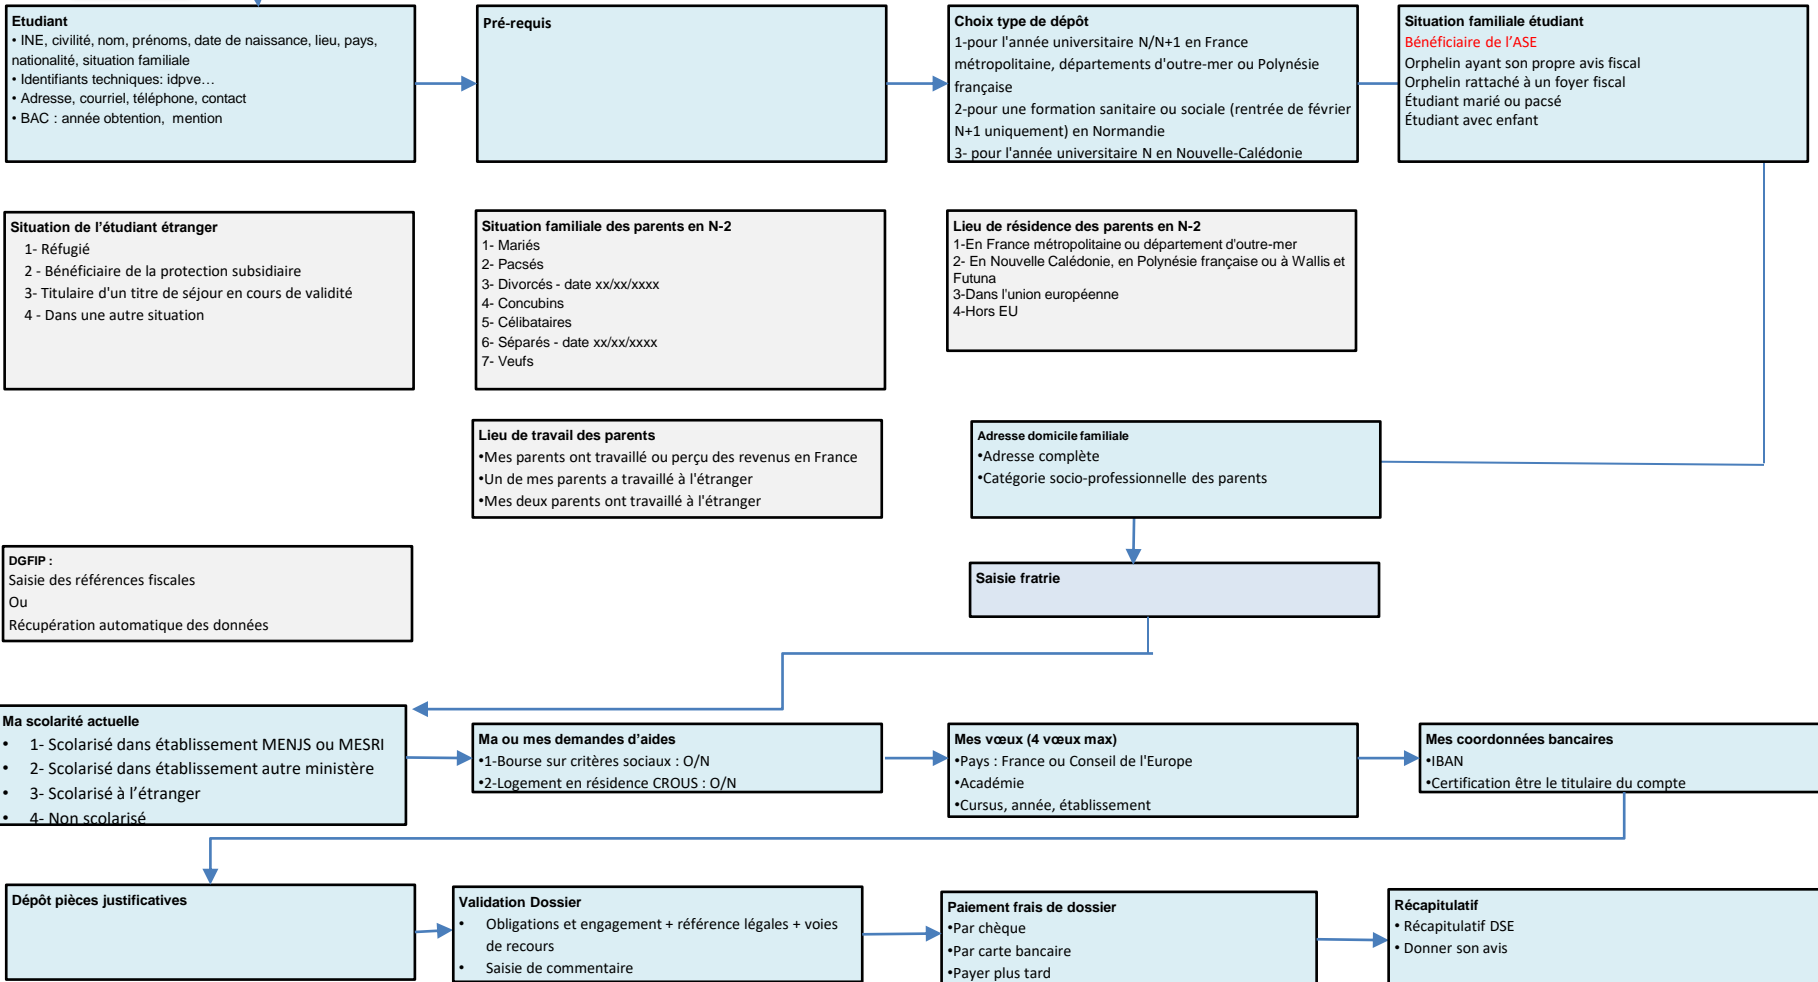 Etudiant
• INE, civilité, nom, prénoms, date de naissance, lieu, pays,
nationalité, situation familiale
• Identifiants techniques: idpve…
• Adresse, courriel, téléphone, contact
• BAC : année obtention, mention
Pré-requis
Choix type de dépôt
1-pour l'année universitaire N/N+1 en France
métropolitaine, départements d'outre-mer ou Polynésie
française
2-pour une formation sanitaire ou sociale (rentrée de février
N+1 uniquement) en Normandie
3- pour l'année universitaire N en Nouvelle-Calédonie
Situation familiale étudiant
Bénéficiaire de l’ASE
Orphelin ayant son propre avis fiscal
Orphelin rattaché à un foyer fiscal
Étudiant marié ou pacsé
Étudiant avec enfant
Situation de l’étudiant étranger
1- Réfugié
2 - Bénéficiaire de la protection subsidiaire
3- Titulaire d'un titre de séjour en cours de validité
4 - Dans une autre situation
Situation familiale des parents en N-2
1- Mariés
2- Pacsés
3- Divorcés - date xx/xx/xxxx
4- Concubins
5- Célibataires
6- Séparés - date xx/xx/xxxx
7- Veufs
Lieu de résidence des parents en N-2
1-En France métropolitaine ou département d'outre-mer
2- En Nouvelle Calédonie, en Polynésie française ou à Wallis et
Futuna
3-Dans l'union européenne
4-Hors EU
Lieu de travail des parents
•Mes parents ont travaillé ou perçu des revenus en France
•Un de mes parents a travaillé à l'étranger
•Mes deux parents ont travaillé à l'étranger
Adresse domicile familiale
•Adresse complète
•Catégorie socio-professionnelle des parents
DGFIP :
Saisie des références fiscales
Ou
Récupération automatique des données
Saisie fratrie
Ma scolarité actuelle
• 1- Scolarisé dans établissement MENJS ou MESRI
• 2- Scolarisé dans établissement autre ministère
• 3- Scolarisé à l’étranger
• 4- Non scolarisé
Ma ou mes demandes d’aides
•1-Bourse sur critères sociaux : O/N
•2-Logement en résidence CROUS : O/N
Mes vœux (4 vœux max)
•Pays : France ou Conseil de l'Europe
•Académie
•Cursus, année, établissement
Mes coordonnées bancaires
•IBAN
•Certification être le titulaire du compte
Dépôt pièces justificatives
Validation Dossier
• Obligations et engagement + référence légales + voies
de recours
• Saisie de commentaire
Paiement frais de dossier
•Par chèque
•Par carte bancaire
•Payer plus tard
Récapitulatif
• Récapitulatif DSE
• Donner son avis